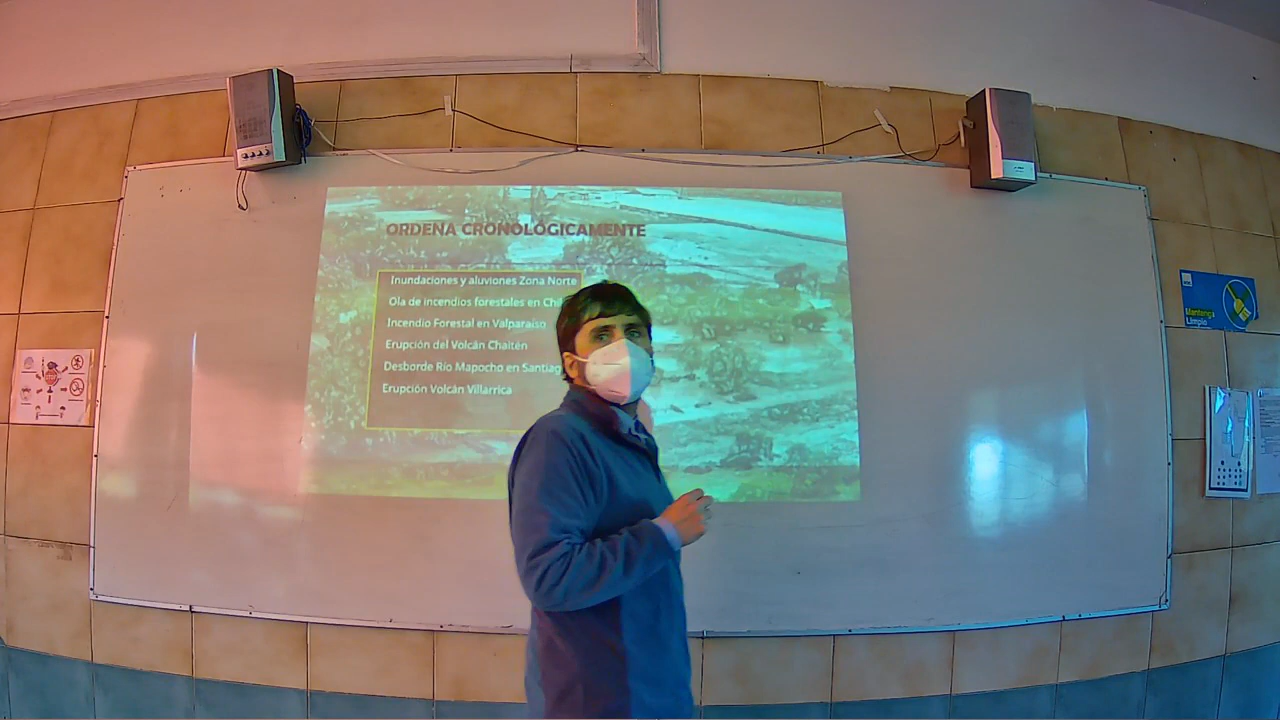 ORDENA CRONOLÓGICAMENTE
Inundaciones y aluviones Zona Norte
Ola de incendios forestales en
Incendio Forestal en Valparaíso
Erupción del Volcán Chaitén
Desborde Río Mapocho en
Erupción Volcán Villarrica
Mantenga
Limpio